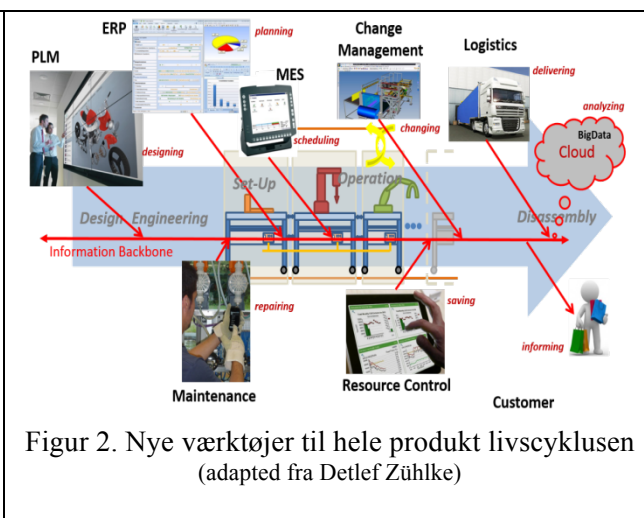 ERP
planning
PLM
MES
Change
Management
Logistics
delivering
analyzing
BigData
Cloud
designing
scheduling
changing
Set-Up
Operation
Design
Engineering
Disassembly
Information Backbone
repairing
saving
informing
Maintenance
Resource Control
Customer
Figur 2. Nye værktøjer til hele produkt livscyklusen
(adapted fra Detlef Zühlke)